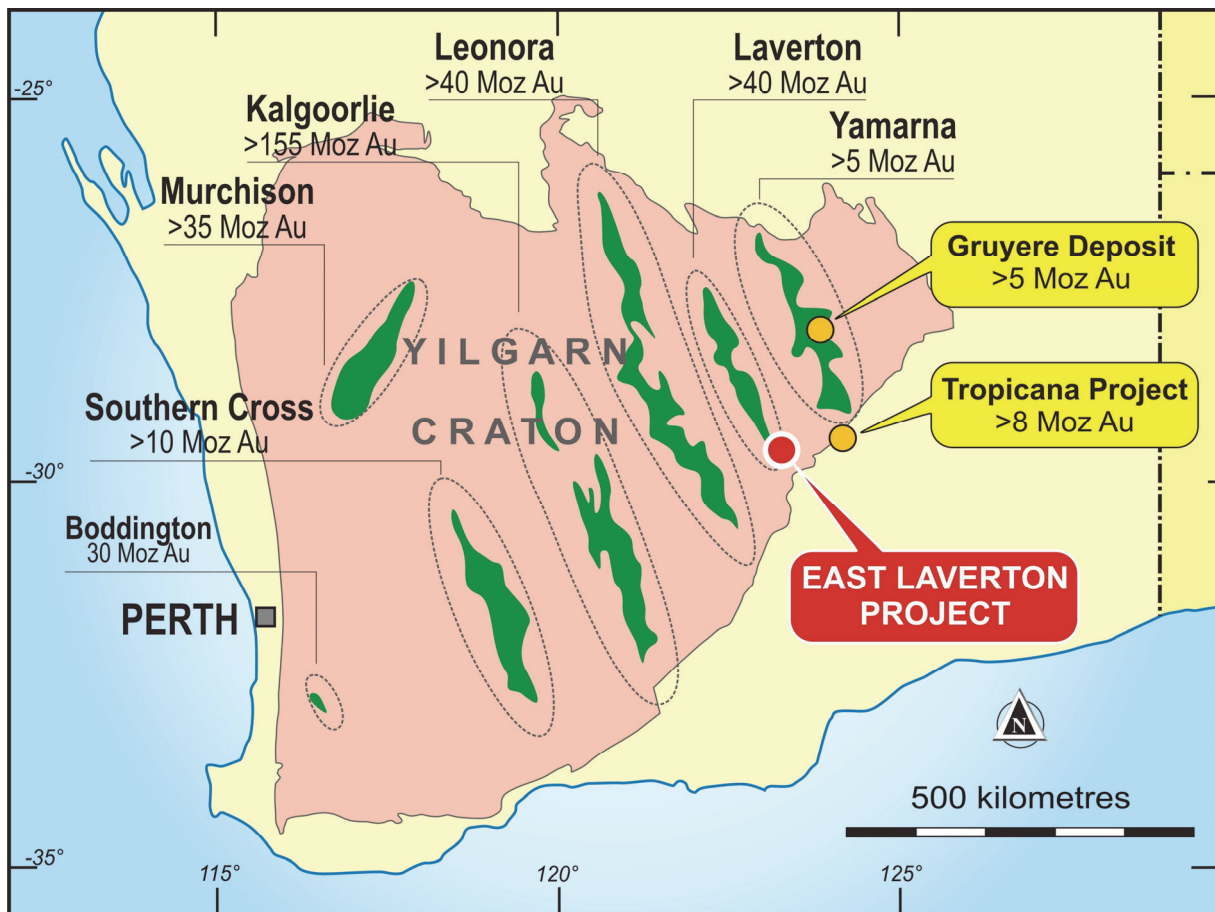 Leonora
>40 Moz Au
Laverton
>40 Moz Au
-25°
Kalgoorlie
>155 Moz Au
Yamarna
>5 Moz Au
Murchison
>35 Moz Au
Gruyere Deposit
>5 Moz Au
YILGARN
CRATON
Tropicana Project
>8 Moz Au
Southern Cross
>10 Moz Au
-30°
Boddington
30 Moz Au
EAST LAVERTON
PROJECT
PERTH
N
500 kilometres
-35°
115°
120°
125°